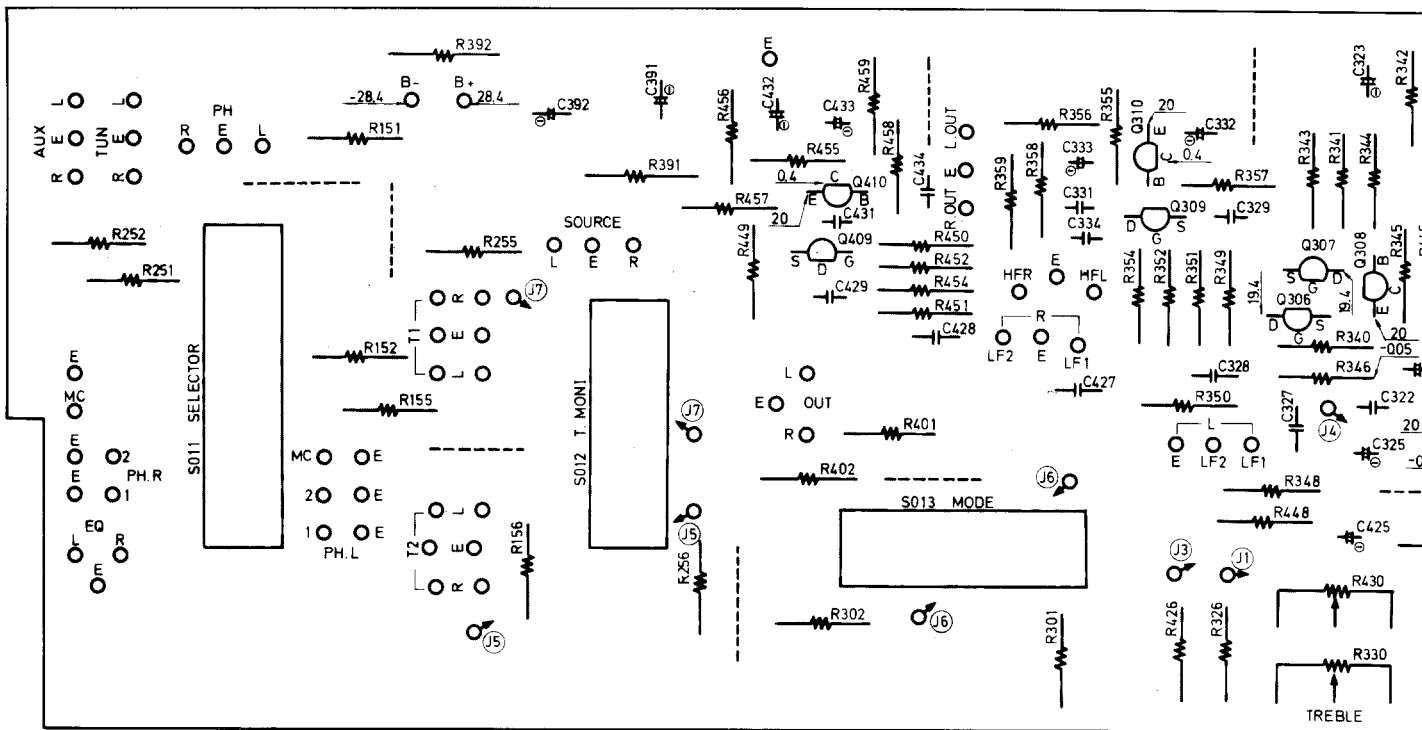 R392
B-
B+
-28,4
28,4
C392
C391
E
R456
C432
C433
R459
R458
R455
C434
L.OUT
E
R.OUT
R356
R355
Q310
20
E
C
B
0,4
C332
C323
R342
L
E
R
AUX
L
E
R
TUN
PH
R E L
R151
R391
0,4
C
Q410
E
B
20
C431
R457
R359
R358
C333
C331
C334
R357
R343
R341
R344
D
Q309
S
G
C329
R252
R251
R255
SOURCE
L E R
R449
Q409
S D G
C429
R450
R452
R454
R451
C428
HFR
E
HFL
R354
R352
R351
R349
Q307
S
G
D
Q308
B
C
E
R345
19,4
19,4
Q306
D
S
G
20
-0,05
S011 SELECTOR
T1
R
E
L
J7
R152
R155
S012 T. MONI
R
LF2 E LF1
C427
R340
R346
C328
R350
C327
J4
C322
20
C325
E
MC
E
E
2
1
PH.R
EQ
L
R
E
MC
E
2
E
1
E
PH.L
T2
L
E
R
R156
J7
J5
J5
R256
L
E OUT
R
R401
R402
S013 MODE
J6
J6
R302
R301
L
E LF2 LF1
R348
R448
C425
J3
J1
R426
R326
R430
R330
TREBLE